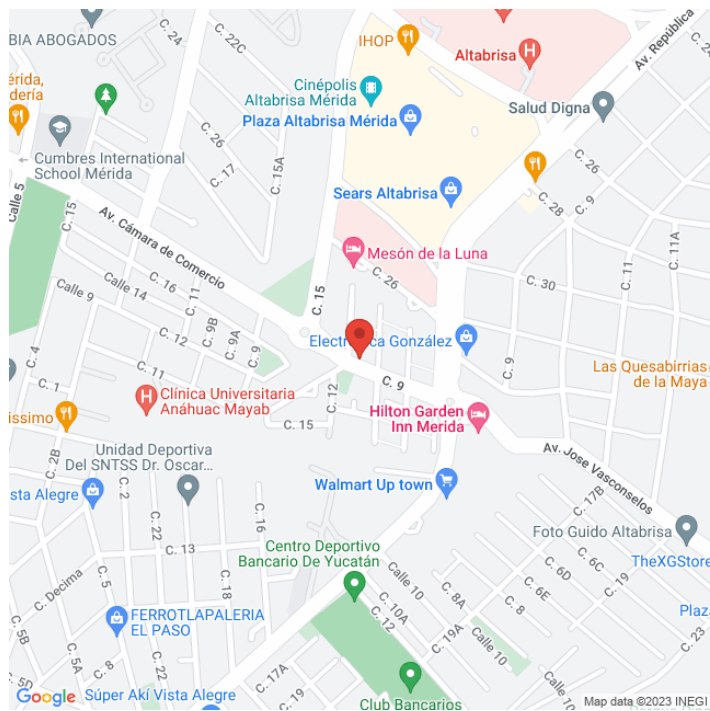 BIA ABOGADOS
C. 24
C. 22C
IHOP
Altabrisa
Av. República
C. 24
érida,
dería
Cinépolis
Altabrisa Mérida
Plaza Altabrisa Mérida
Salud Digna
C. 26
C. 17
C. 15A
Cumbres International
School Mérida
C. 26
Calle 5
C. 15
Sears Altabrisa
C. 28
C. 9
Av. Cámara de Comercio
Mesón de la Luna
C. 26
C. 11
C. 11A
C. 30
Calle 14
C. 16
C. 11
C. 15
Calle 9
C. 12
C. 9B
C. 9A
C. 9
C. 4
C. 11
C. 1
Electrónica González
C. 9
Las Quesabirrias
de la Maya
Clínica Universitaria
Anáhuac Mayab
C. 12
C. 9
C. 15
Hilton Garden
Inn Merida
issimo
C. 2B
Unidad Deportiva
Del SNTSS Dr. Oscar...
Av. Jose Vasconselos
Walmart Up town
sta Alegre
C. 2
C. 22
C. 16
C. 17B
Foto Guido Altabrisa
C. 13
Centro Deportivo
Bancario De Yucatán
TheXGStore
C. Decima
C. 5
C. 18
Calle 10
C. 8A
C. 8
C. 6E
C. 6D
C. 6C
C. 19
FERROTLAPALERIA
EL PASO
C. 10A
C. 12
C. 19A
Calle 10
Plaz
C. 23
C. 5B
C. 5D
C. 8
C. 22
C. 17A
C. 19
Calle 10
Google
Súper Akí Vista Alegre
Club Bancarios
Map data ©2023 INEGI